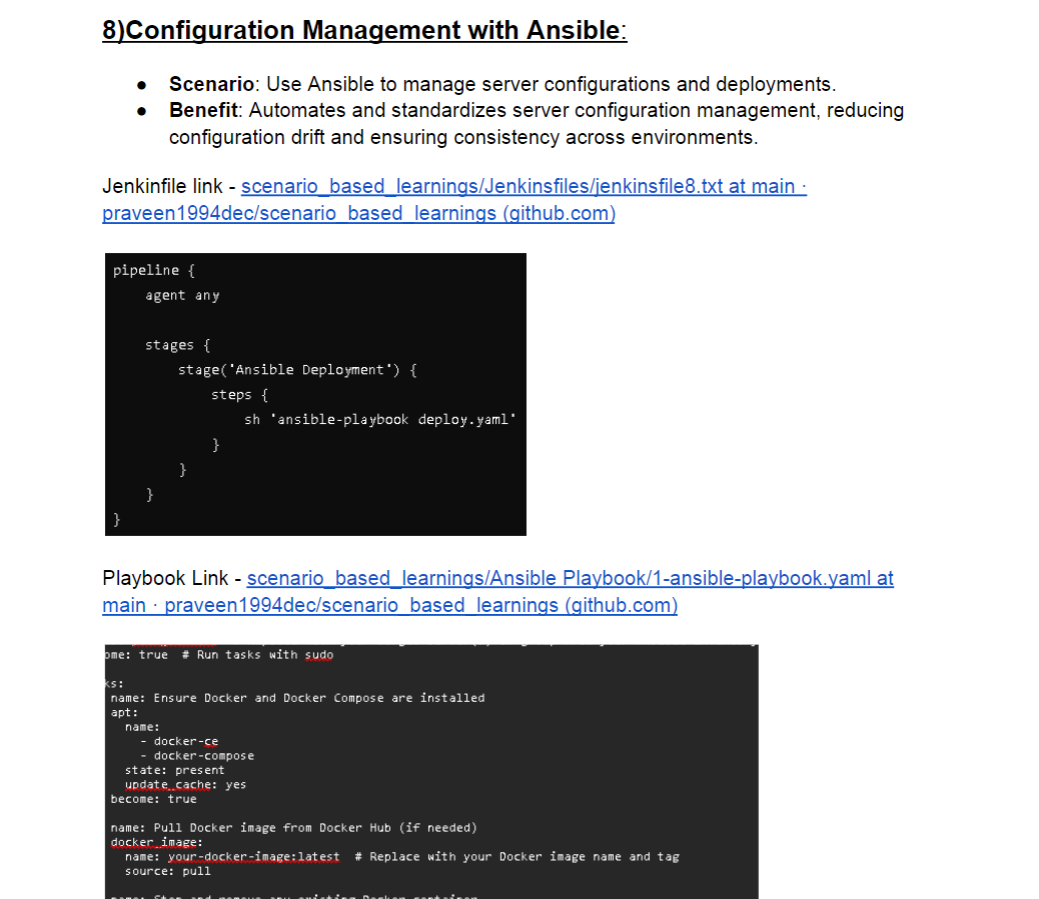 8)Configuration Management with Ansible:
● Scenario: Use Ansible to manage server configurations and deployments.
● Benefit: Automates and standardizes server configuration management, reducing
configuration drift and ensuring consistency across environments.
Jenkinfile link - scenario_based_learnings/Jenkinsfiles/jenkinsfile8.txt at main ·
praveen1994dec/scenario_based_learnings (github.com)
pipeline {
agent any
stages {
stage('Ansible Deployment') {
steps {
sh 'ansible-playbook deploy.yaml'
}
}
}
}
Playbook Link - scenario_based_learnings/Ansible Playbook/1-ansible-playbook.yaml at
main · praveen1994dec/scenario_based_learnings (github.com)
ome: true # Run tasks with sudo
ks:
name: Ensure Docker and Docker Compose are installed
apt:
name:
- docker-ce
- docker-compose
state: present
update_cache: yes
become: true
name: Pull Docker image from Docker Hub (if needed)
docker_image:
name: your-docker-image:latest # Replace with your Docker image name and tag
source: pull